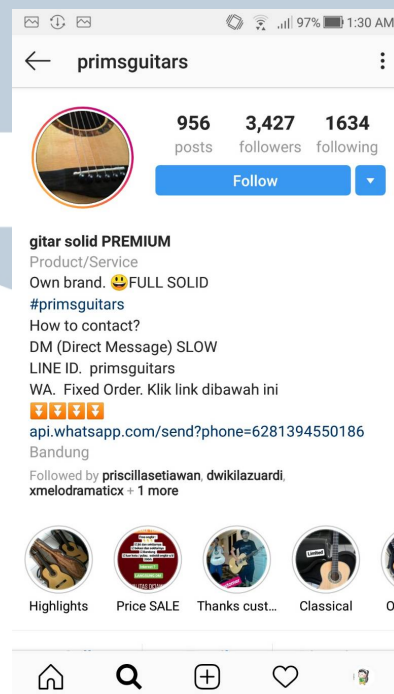 97% 1:30 AM
primsguitars
956 3,427 1634
posts followers following
Follow
gitar solid PREMIUM
Product/Service
Own brand. 😃FULL SOLID
#primsguitars
How to contact?
DM (Direct Message) SLOW
LINE ID. primsguitars
WA. Fixed Order. Klik link dibawah ini
⏬⏬⏬⏬
api.whatsapp.com/send?phone=6281394550186
Bandung
Followed by priscillasetiawan, dwikilazuardi,
xmelodramaticx + 1 more
Highlights Price SALE Thanks cust... Classical O